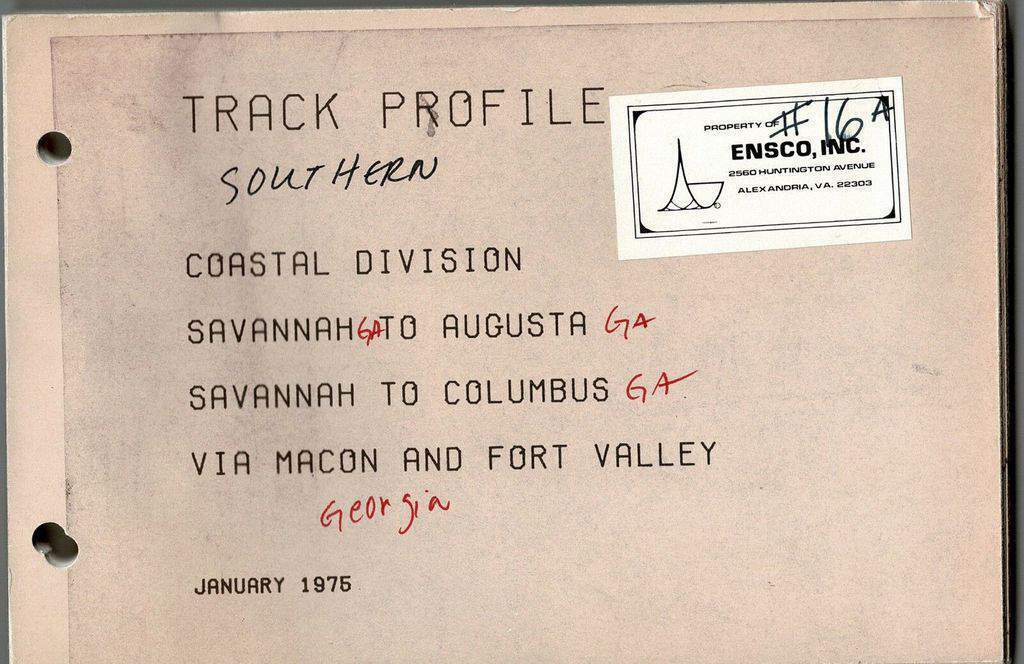 TRACK PROFILE
SOUTHERN
#16A
PROPERTY OF
ENSCO, INC.
2560 HUNTINGTON AVENUE
ALEXANDRIA, VA. 22303
COASTAL DIVISION
SAVANNAH GA TO AUGUSTA GA
SAVANNAH TO COLUMBUS GA
VIA MACON AND FORT VALLEY
Georgia
JANUARY 1975